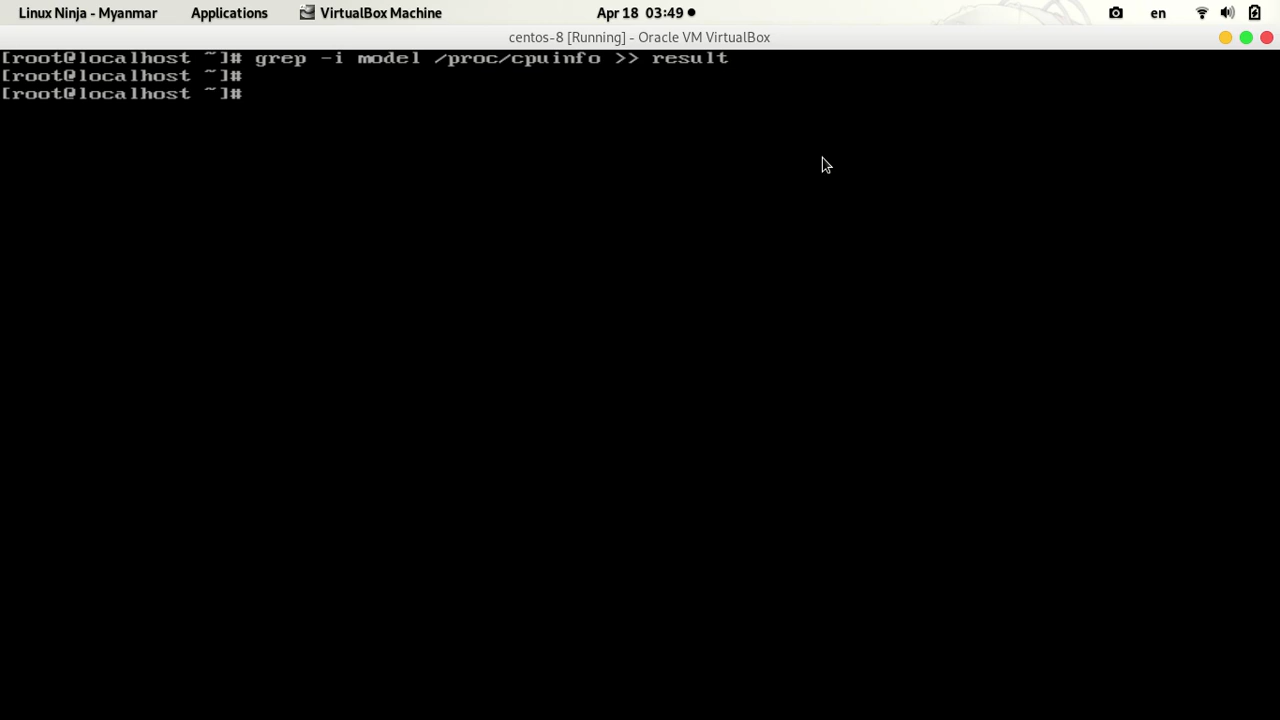 Linux Ninja - Myanmar Applications VirtualBox Machine Apr 18 03:49 en
centos-8 [Running] - Oracle VM VirtualBox
[root@localhost ~]# grep -i model /proc/cpuinfo >> result
[root@localhost ~]#
[root@localhost ~]#